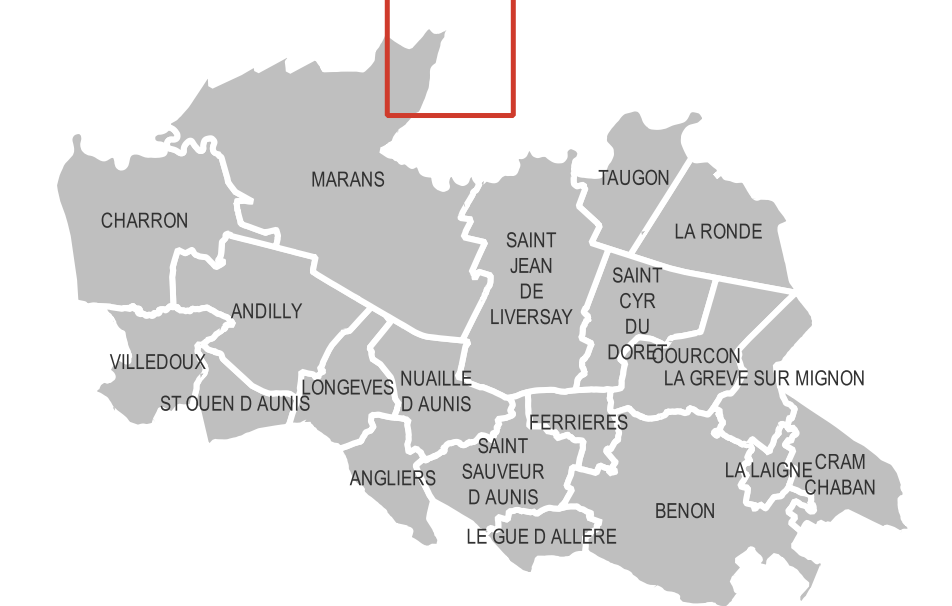 MARANS
TAUGON
CHARRON
LA RONDE
SAINT
JEAN
DE
LIVERSAY
SAINT
CYR
DU
DORET
ANDILLY
COURCON
VILLEDOUX
LA GREVE SUR MIGNON
LONGEVES
NUAILLE
D AUNIS
ST OUEN D AUNIS
FERRIERES
SAINT
SAUVEUR
D AUNIS
ANGLIERS
LA LAIGNE
CRAM
CHABAN
BENON
LE GUE D ALLERE